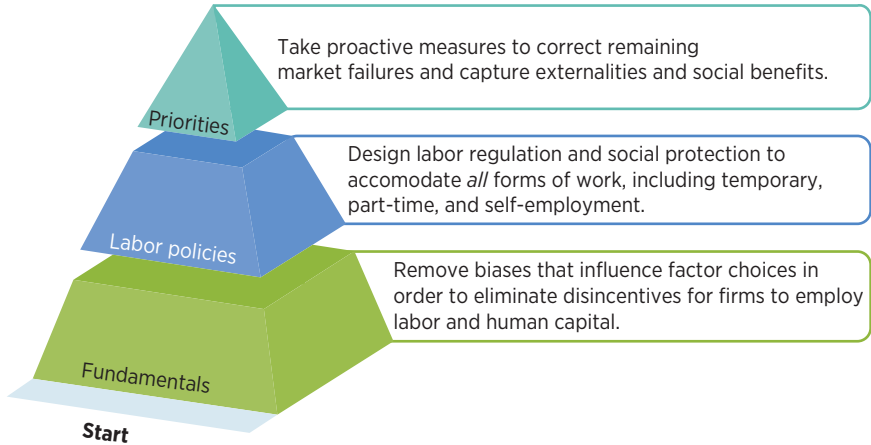 Take proactive measures to correct remaining
market failures and capture externalities and social benefits.
Priorities
Design labor regulation and social protection to
accomodate all forms of work, including temporary,
part-time, and self-employment.
Labor policies
Remove biases that influence factor choices in
order to eliminate disincentives for firms to employ
labor and human capital.
Fundamentals
Start